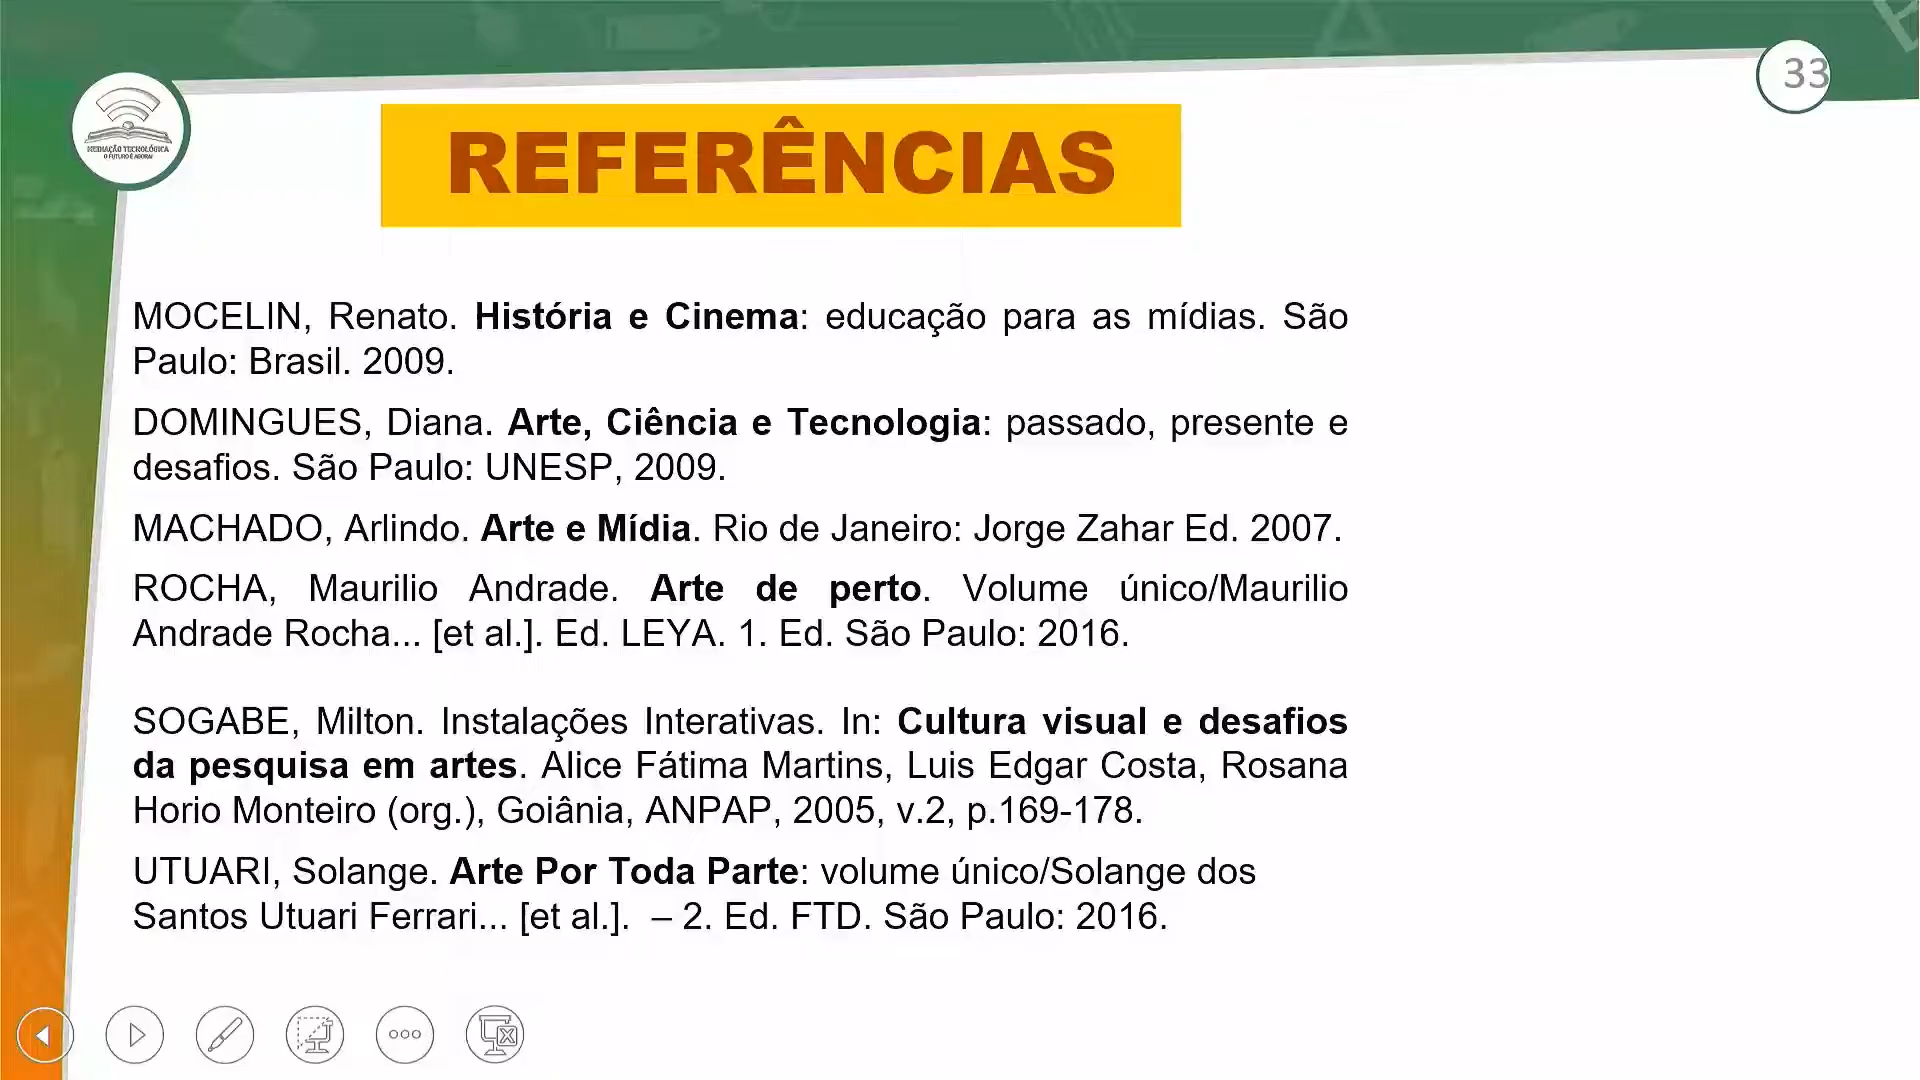 33
MEDIAÇÃO TECNOLÓGICA
O FUTURO É AGORA!
REFERÊNCIAS
MOCELIN, Renato. História e Cinema: educação para as mídias. São
Paulo: Brasil. 2009.
DOMINGUES, Diana. Arte, Ciência e Tecnologia: passado, presente e
desafios. São Paulo: UNESP, 2009.
MACHADO, Arlindo. Arte e Mídia. Rio de Janeiro: Jorge Zahar Ed. 2007.
ROCHA, Maurilio Andrade. Arte de perto. Volume único/Maurilio
Andrade Rocha... [et al.]. Ed. LEYA. 1. Ed. São Paulo: 2016.
SOGABE, Milton. Instalações Interativas. In: Cultura visual e desafios
da pesquisa em artes. Alice Fátima Martins, Luis Edgar Costa, Rosana
Horio Monteiro (org.), Goiânia, ANPAP, 2005, v.2, p.169-178.
UTUARI, Solange. Arte Por Toda Parte: volume único/Solange dos
Santos Utuari Ferrari... [et al.].  – 2. Ed. FTD. São Paulo: 2016.